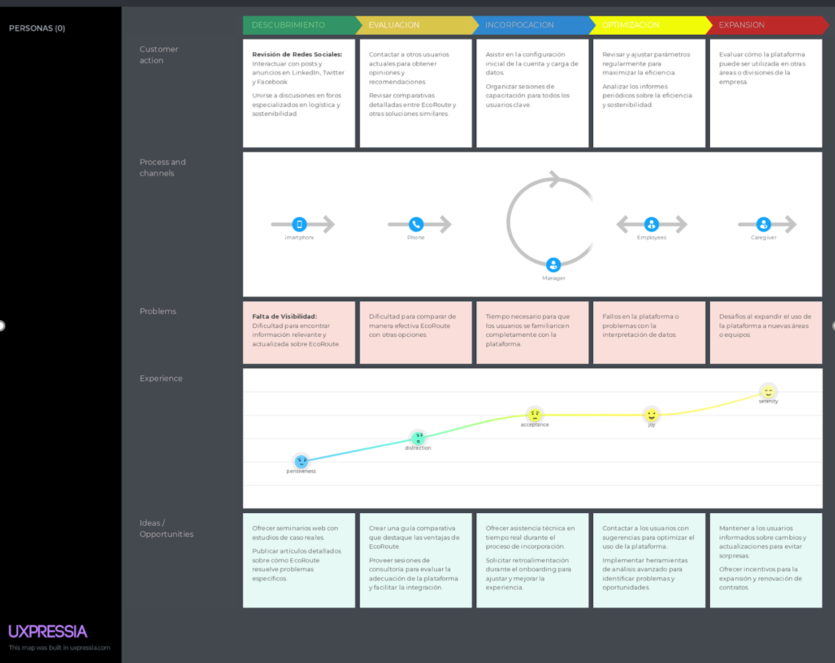 PERSONAS (0)
DESCUBRIMIENTO
EVALUACION
INCORPOCACION
OPTIMIZACION
EXPANSION
Customer
action
Revisión de Redes Sociales:
Interactuar con posts y
anuncios en LinkedIn, Twitter
y Facebook.
Unirse a discusiones en foros
especializados en logística y
sostenibilidad.
Contactar a otros usuarios
actuales para obtener
opiniones y
recomendaciones.
Revisar comparativas
detalladas entre EcoRoute y
otras soluciones similares.
Asistir en la configuración
inicial de la cuenta y carga de
datos.
Organizar sesiones de
capacitación para todos los
usuarios clave.
Revisar y ajustar parámetros
regularmente para
maximizar la eficiencia.
Analizar los informes
periódicos sobre la eficiencia
y sostenibilidad.
Evaluar cómo la plataforma
puede ser utilizada en otras
áreas o divisiones de la
empresa.
Process and
channels
Phone
Manager
Employees
Caregiver
Problems
Falta de Visibilidad:
Dificultad para encontrar
información relevante y
actualizada sobre EcoRoute.
Dificultad para comparar de
manera efectiva EcoRoute
con otras opciones.
Tiempo necesario para que
los usuarios se familiaricen
completamente con la
plataforma.
Fallos en la plataforma o
problemas con la
interpretación de datos.
Desafíos al expandir el uso de
la plataforma a nuevas áreas
o equipos.
Experience
pensiveness
distraction
acceptance
joy
serenity
Ideas /
Opportunities
Ofrecer seminarios web con
estudios de caso reales.
Publicar artículos detallados
sobre cómo EcoRoute
resuelve problemas
específicos.
Crear una guía comparativa
que destaque las ventajas de
EcoRoute.
Proveer sesiones de
consultoría para evaluar la
adecuación de la plataforma
y facilitar la integración.
Ofrecer asistencia técnica en
tiempo real durante el
proceso de incorporación.
Solicitar retroalimentación
durante el onboarding para
ajustar y mejorar la
experiencia.
Contactar a los usuarios con
sugerencias para optimizar el
uso de la plataforma.
Implementar herramientas
de análisis avanzado para
identificar problemas y
oportunidades.
Mantener a los usuarios
informados sobre cambios y
actualizaciones para evitar
sorpresas.
Ofrecer incentivos para la
expansión y renovación de
contratos.
UXPRESSIA
This map was built in uxpressia.com